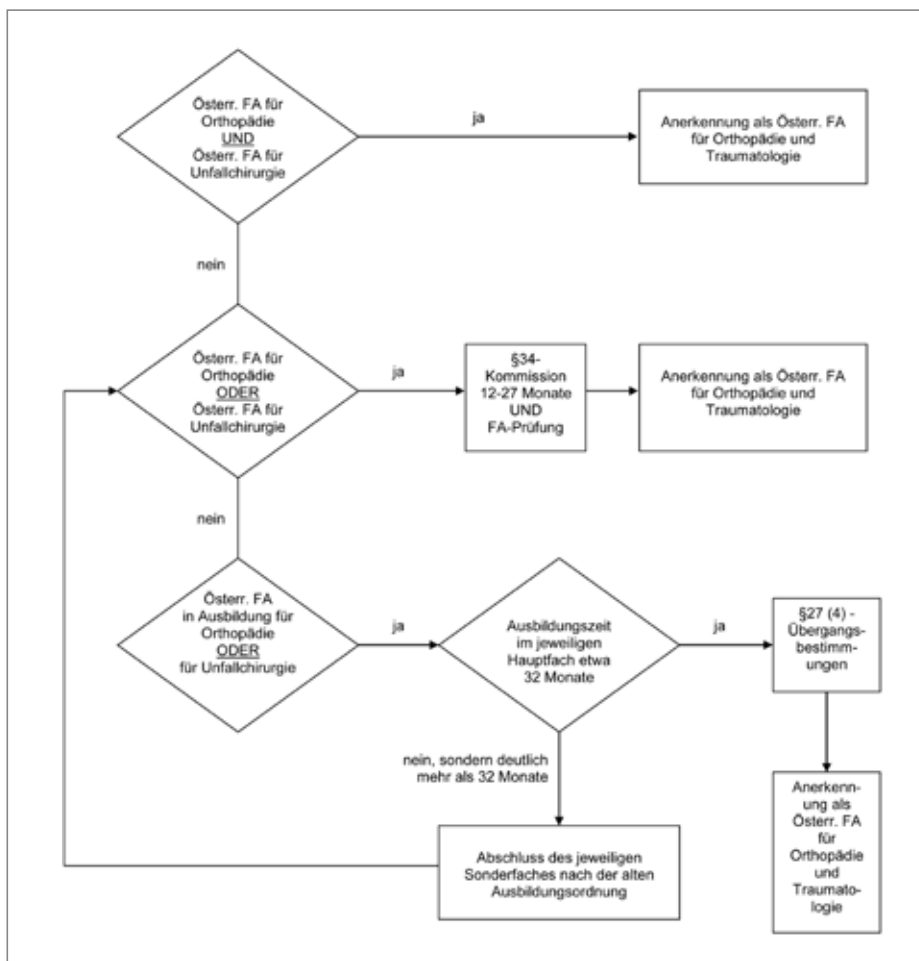 Österr. FA für
Orthopädie
UND
Österr. FA für
Unfallchirurgie
ja
Anerkennung als Österr. FA
für Orthopädie und
Traumatologie
nein
Österr. FA für
Orthopädie
ODER
Österr. FA für
Unfallchirurgie
ja
§34-
Kommission
12-27 Monate
UND
FA-Prüfung
Anerkennung als Österr. FA
für Orthopädie und
Traumatologie
nein
Österr. FA
in Ausbildung für
Orthopädie
ODER
für Unfallchirurgie
ja
Ausbildungszeit
im jeweiligen
Hauptfach etwa
32 Monate
ja
§27 (4) -
Übergangs-
bestimm-
ungen
nein, sondern deutlich
mehr als 32 Monate
Abschluss des jeweiligen
Sonderfaches nach der alten
Ausbildungsordnung
Anerkenn-
ung als
Österr. FA
für
Orthopädie
und
Traumato-
logie